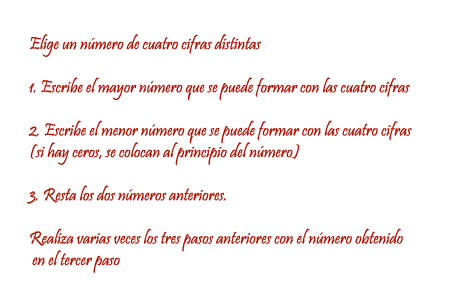 Elige un número de cuatro cifras distintas
1. Escribe el mayor número que se puede formar con las cuatro cifras
2. Escribe el menor número que se puede formar con las cuatro cifras
(si hay ceros, se colocan al principio del número)
3. Resta los dos números anteriores.
Realiza varias veces los tres pasos anteriores con el número obtenido
en el tercer paso